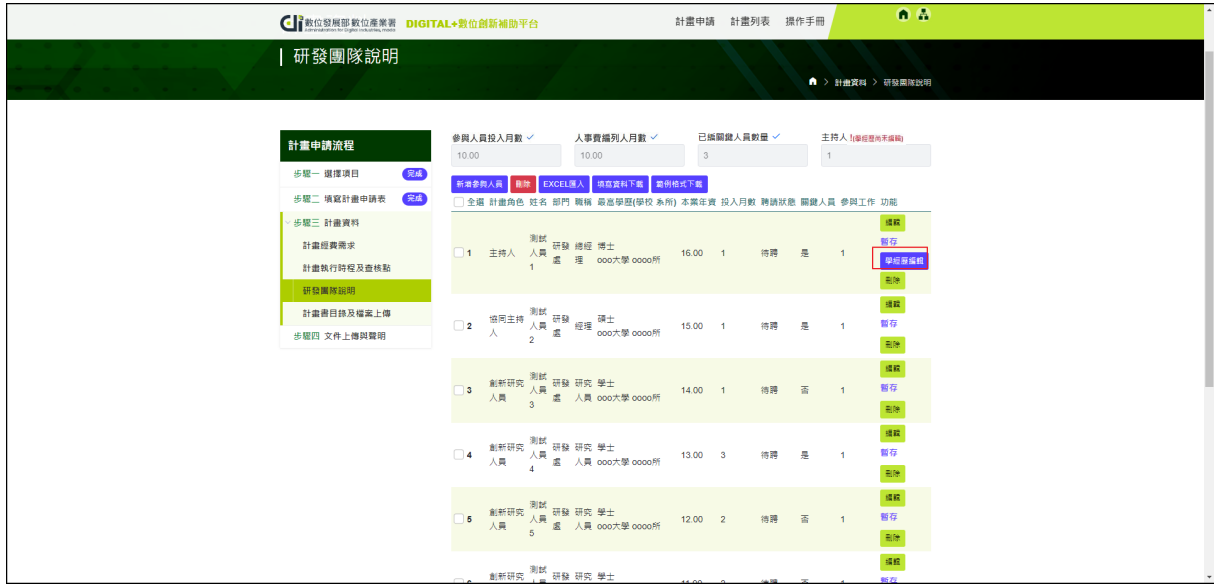 數位發展部 數位產業署 DIGITAL+數位創新補助平台 計畫申請 計畫列表 操作手冊
Administration for Digital Industries, moda
研發團隊說明
> 計畫資料 > 研發團隊說明
計畫申請流程
步驟一 選擇項目 完成
步驟二 填寫計畫申請表 完成
步驟三 計畫資料
計畫經費需求
計畫執行時程及查核點
研發團隊說明
計畫書目錄及檔案上傳
步驟四 文件上傳與聲明
參與人員投入月數 人事費編列人月數 已編關鍵人員數量 主持人 !(學經歷尚未編輯)
10.00 10.00 3 1
新增參與人員 刪除 EXCEL匯入 填寫資料下載 範例格式下載
全選 計畫角色 姓名 部門 職稱 最高學歷(學校 系所) 本業年資 投入月數 聘請狀態 關鍵人員 參與工作 功能
1 主持人 測試人員1 研發處 總經理 博士 ooo大學 oooo所 16.00 1 待聘 是 1 編輯 暫存 學經歷編輯 刪除
2 協同主持人 測試人員2 研發處 經理 碩士 ooo大學 oooo所 15.00 1 待聘 是 1 編輯 暫存 刪除
3 創新研究人員 測試人員3 研發處 研究人員 學士 ooo大學 oooo所 14.00 1 待聘 否 1 編輯 暫存 刪除
4 創新研究人員 測試人員4 研發處 研究人員 學士 ooo大學 oooo所 13.00 3 待聘 是 1 編輯 暫存 刪除
5 創新研究人員 測試人員5 研發處 研究人員 學士 ooo大學 oooo所 12.00 2 待聘 否 1 編輯 暫存 刪除
創新研究 測試 研發 研究 學士 編輯